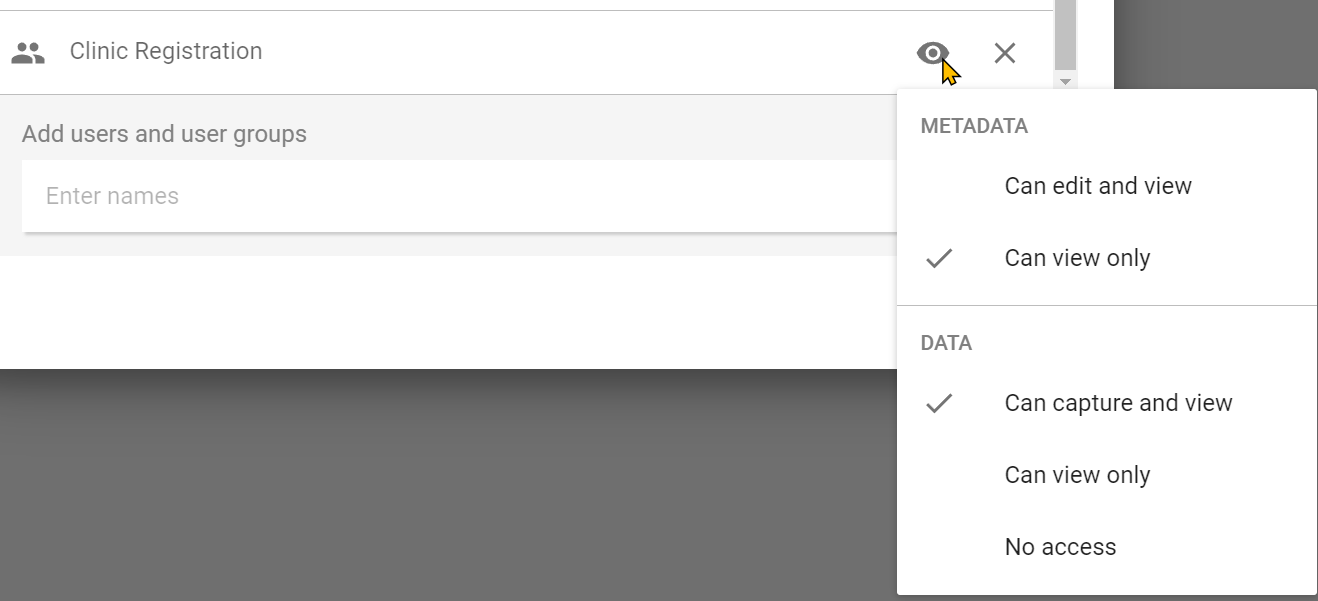 Clinic Registration
Add users and user groups
Enter names
METADATA
Can edit and view
Can view only
DATA
Can capture and view
Can view only
No access